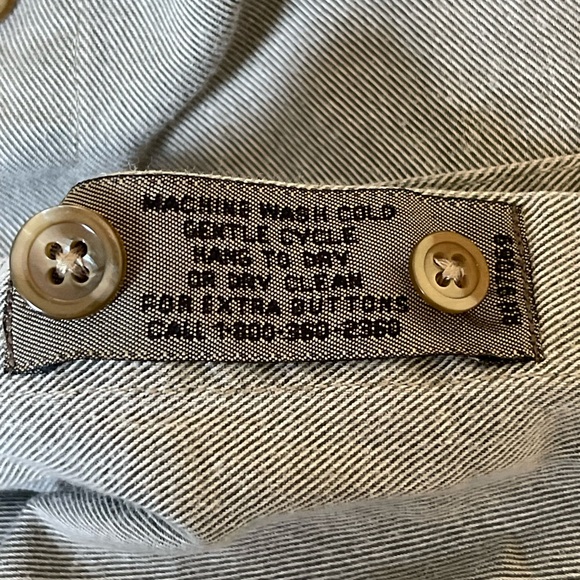 MACHINE WASH COLD
GENTLE CYCLE
HANG TO DRY
OR DRY CLEAN
FOR EXTRA BUTTONS
CALL 1-800-360-2360